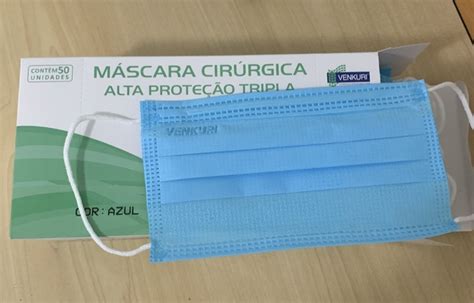 CONTÉM 50
UNIDADES
MÁSCARA CIRÚRGICA
ALTA PROTEÇÃO TRIPLA
VENKURI
VENKURI
COR: AZUL